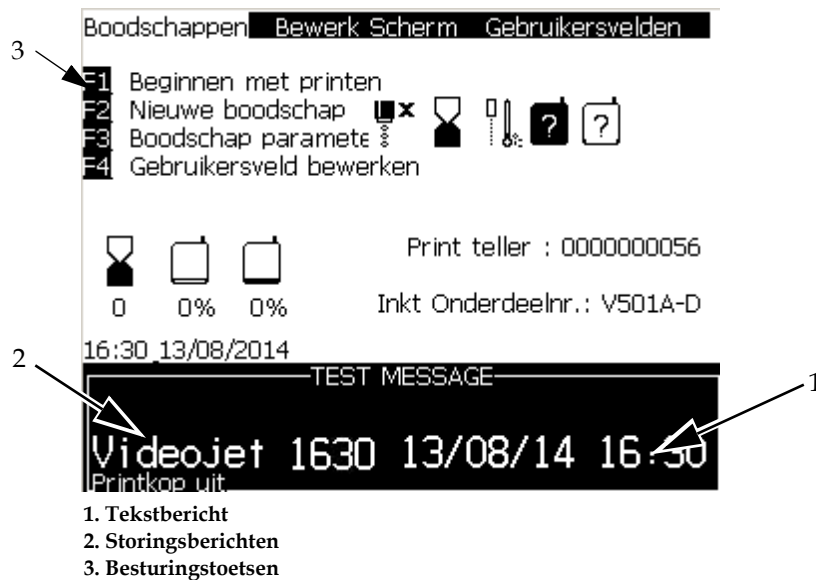 Boodschappen Bewerk Scherm Gebruikersvelden
3
F1 Beginnen met printen
F2 Nieuwe boodschap
F3 Boodschap paramete
F4 Gebruikersveld bewerken
? ?
Print teller : 0000000056
0 0% 0% Inkt Onderdeelnr.: V501A-D
16:30 13/08/2014
2
TEST MESSAGE
1
Videojet 1630 13/08/14 16:30
Printkop uit
1. Tekstbericht
2. Storingsberichten
3. Besturingstoetsen